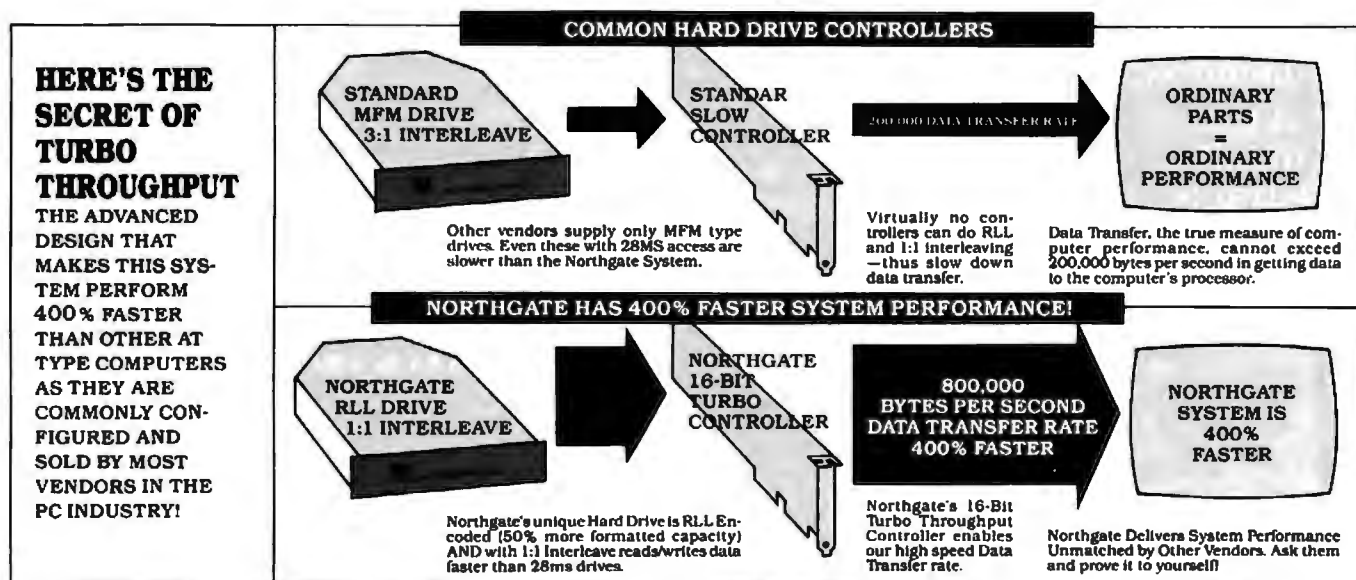 HERE'S THE
SECRET OF
TURBO
THROUGHPUT
THE ADVANCED
DESIGN THAT
MAKES THIS SYS-
TEM PERFORM
400% FASTER
THAN OTHER AT
TYPE COMPUTERS
AS THEY ARE
COMMONLY CON-
FIGURED AND
SOLD BY MOST
VENDORS IN THE
PC INDUSTRY!
COMMON HARD DRIVE CONTROLLERS
STANDARD
MFM DRIVE
3:1 INTERLEAVE
STANDAR
SLOW
CONTROLLER
200,000 DATA TRANSFER RATE
ORDINARY
PARTS
=
ORDINARY
PERFORMANCE
Other vendors supply only MFM type
drives. Even these with 28MS access are
slower than the Northgate System.
Virtually no con-
trollers can do RLL
and 1:1 interleaving
—thus slow down
data transfer.
Data Transfer, the true measure of com-
puter performance, cannot exceed
200,000 bytes per second in getting data
to the computer's processor.
NORTHGATE HAS 400% FASTER SYSTEM PERFORMANCE!
NORTHGATE
RLL DRIVE
1:1 INTERLEAVE
NORTHGATE
16-BIT
TURBO
CONTROLLER
800,000
BYTES PER SECOND
DATA TRANSFER RATE
400% FASTER
NORTHGATE
SYSTEM IS
400%
FASTER
Northgate's unique Hard Drive is RLL En-
coded (50% more formatted capacity)
AND with 1:1 Interleave reads/writes data
faster than 28ms drives.
Northgate's 16-Bit
Turbo Throughput
Controller enables
our high speed Data
Transfer rate.
Northgate Delivers System Performance
Unmatched by Other Vendors. Ask them
and prove it to yourself!